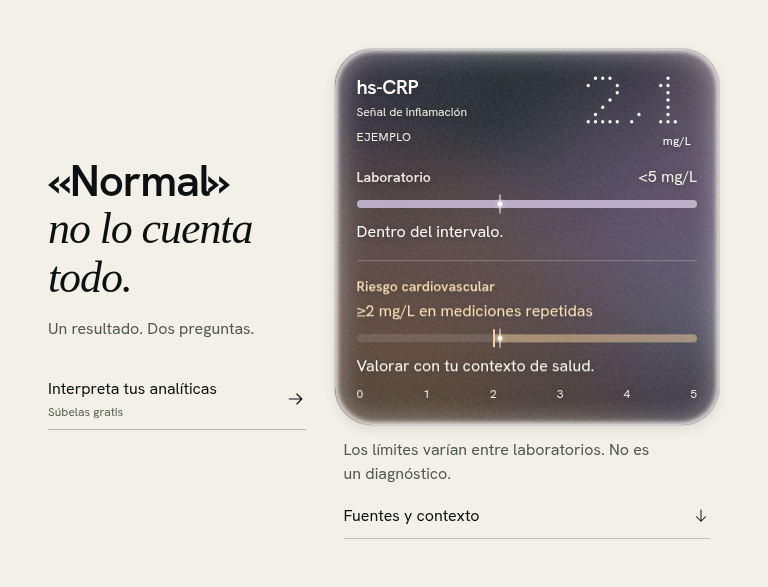 «Normal»
no lo cuenta
todo.
Un resultado. Dos preguntas.
Interpreta tus analíticas
Súbelas gratis
hs-CRP
Señal de inflamación
EJEMPLO
2.1
mg/L
Laboratorio
<5 mg/L
Dentro del intervalo.
Riesgo cardiovascular
≥2 mg/L en mediciones repetidas
Valorar con tu contexto de salud.
0 1 2 3 4 5
Los límites varían entre laboratorios. No es
un diagnóstico.
Fuentes y contexto